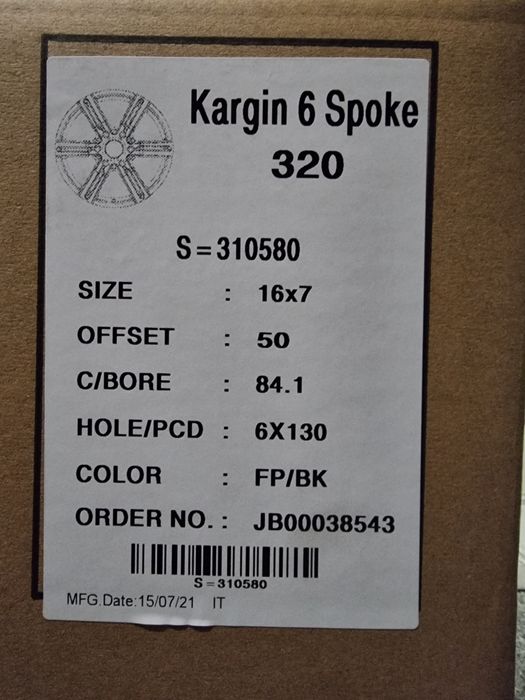 Kargin 6 Spoke
320
S=310580
SIZE : 16x7
OFFSET : 50
C/BORE : 84.1
HOLE/PCD : 6X130
COLOR : FP/BK
ORDER NO. : JB00038543
S=310580
MFG.Date:15/07/21 IT